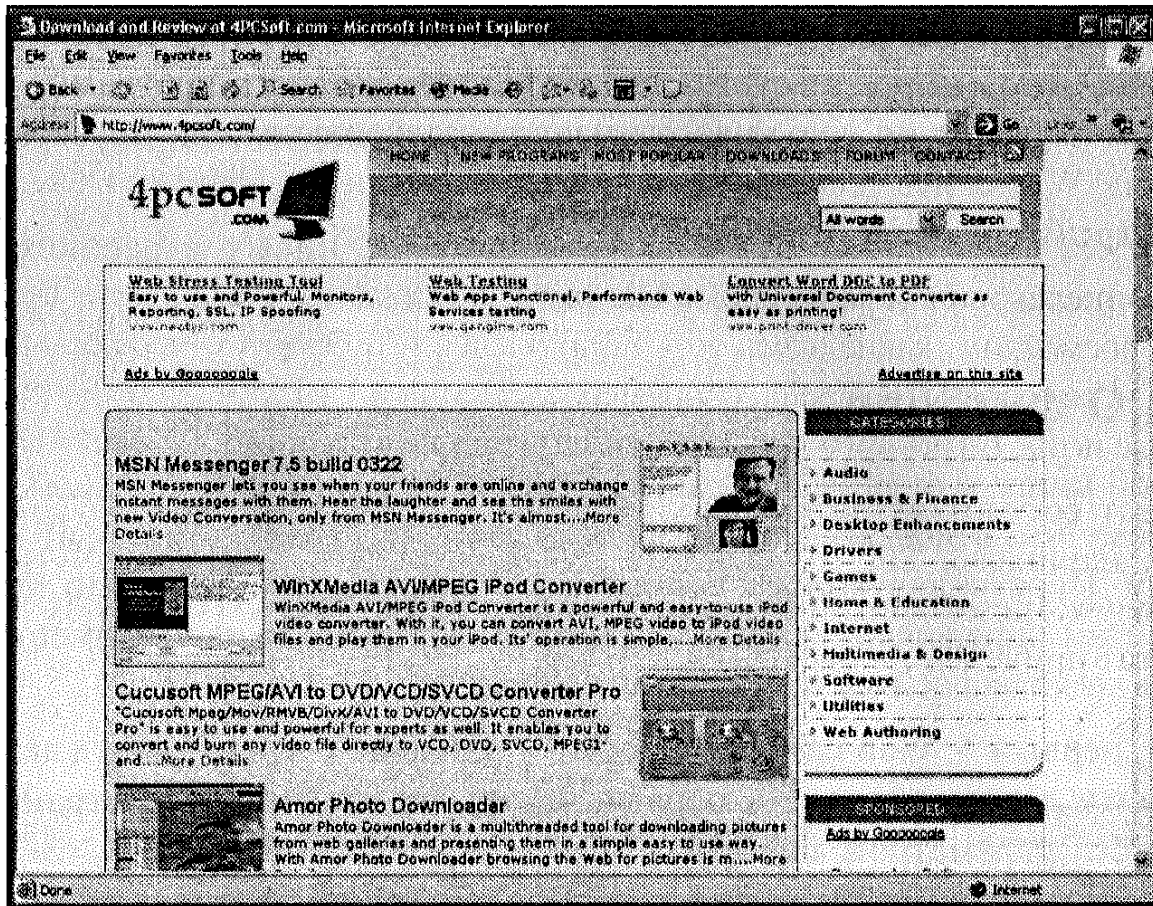 Download and Review at 4PCSoft.com - Microsoft Internet Explorer
File Edit View Favorites Tools Help
Back Search Favorites Media
Address http://www.4pcsoft.com/ Go Links
HOME NEW PROGRAMS MOST POPULAR DOWNLOADS FORUM CONTACT
4pcSOFT
.COM
All words Search
Web Stress Testing Tool
Easy to use and Powerful. Monitors,
Reporting, SSL, IP Spoofing
www.neotys.com
Web Testing
Web Apps Functional, Performance Web
Services testing
www.qengine.com
Convert Word DOC to PDF
with Universal Document Converter as
easy as printing!
www.print-driver.com
Ads by Goooooogle
Advertise on this site
MSN Messenger 7.5 build 0322
MSN Messenger lets you see when your friends are online and exchange
instant messages with them. Hear the laughter and see the smiles with
new Video Conversation, only from MSN Messenger. It's almost....More
Details
WinXMedia AVI/MPEG iPod Converter
WinXMedia AVI/MPEG iPod Converter is a powerful and easy-to-use iPod
video converter. With it, you can convert AVI, MPEG video to iPod video
files and play them in your iPod. Its' operation is simple,....More Details
Cucusoft MPEG/AVI to DVD/VCD/SVCD Converter Pro
"Cucusoft Mpeg/Mov/RMVB/DivX/AVI to DVD/VCD/SVCD Converter
Pro" is easy to use and powerful for experts as well. It enables you to
convert and burn any video file directly to VCD, DVD, SVCD, MPEG1-
and....More Details
Amor Photo Downloader
Amor Photo Downloader is a multithreaded tool for downloading pictures
from web galleries and presenting them in a simple easy to use way.
With Amor Photo Downloader browsing the Web for pictures is m....More
CATEGORIES
Audio
Business & Finance
Desktop Enhancements
Drivers
Games
Home & Education
Internet
Multimedia & Design
Software
Utilities
Web Authoring
Ads by Goooooogle
Done Internet